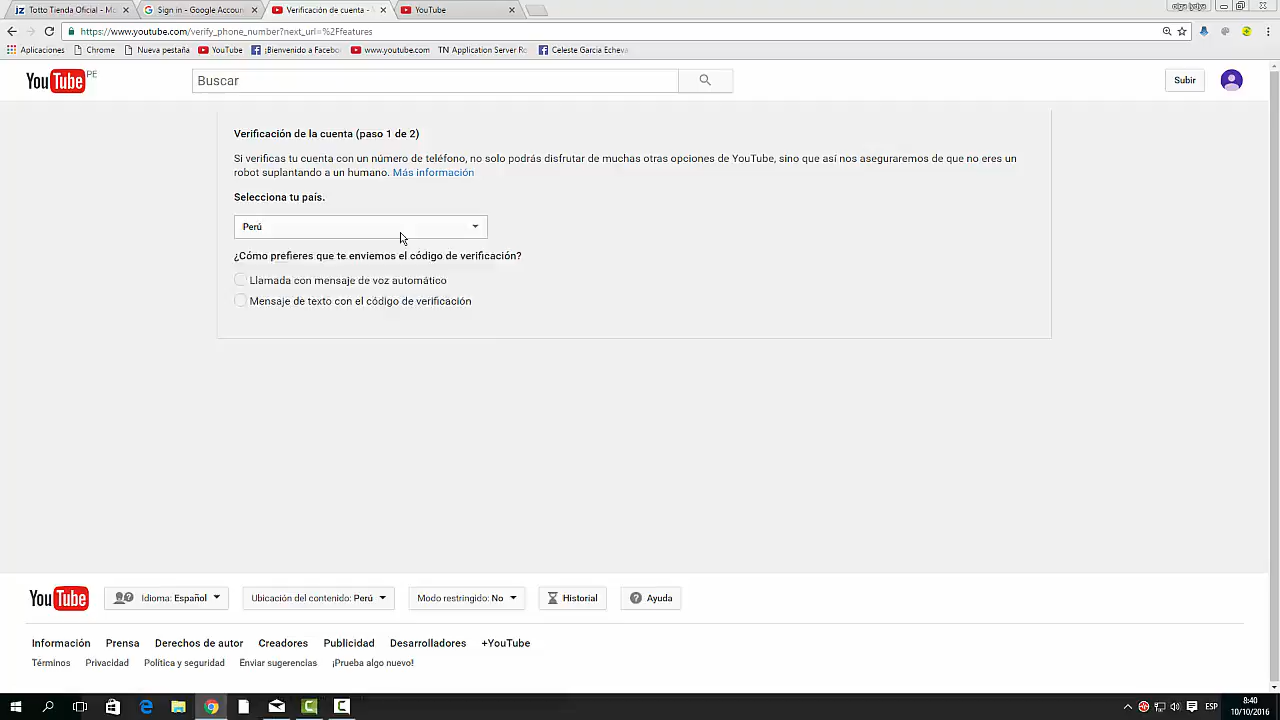 Totto Tienda Oficial - Mo
Sign in - Google Accoun
Verificación de cuenta -
YouTube
olga byiba
https://www.youtube.com/verify_phone_number?next_url=%2Ffeatures
Aplicaciones
Chrome
Nueva pestaña
YouTube
¡Bienvenido a Facebo
www.youtube.com
TN Application Server Ro
Celeste Garcia Echeva
YouTube PE
Buscar
Subir
Verificación de la cuenta (paso 1 de 2)
Si verificas tu cuenta con un número de teléfono, no solo podrás disfrutar de muchas otras opciones de YouTube, sino que así nos aseguraremos de que no eres un
robot suplantando a un humano. Más información
Selecciona tu país.
Perú
¿Cómo prefieres que te enviemos el código de verificación?
Llamada con mensaje de voz automático
Mensaje de texto con el código de verificación
YouTube
Idioma: Español
Ubicación del contenido: Perú
Modo restringido: No
Historial
Ayuda
Información Prensa Derechos de autor Creadores Publicidad Desarrolladores +YouTube
Términos Privacidad Política y seguridad Enviar sugerencias ¡Prueba algo nuevo!
ESP
8:40
10/10/2016